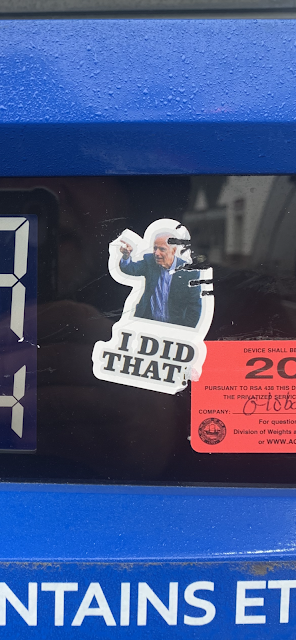 I DID
THAT!
DEVICE SHALL BE
20
PURSUANT TO RSA 438 THIS D
THE PRIVATIZED SERVIC
COMPANY:
For question
Division of Weights a
or WWW.AG
NTAINS ET